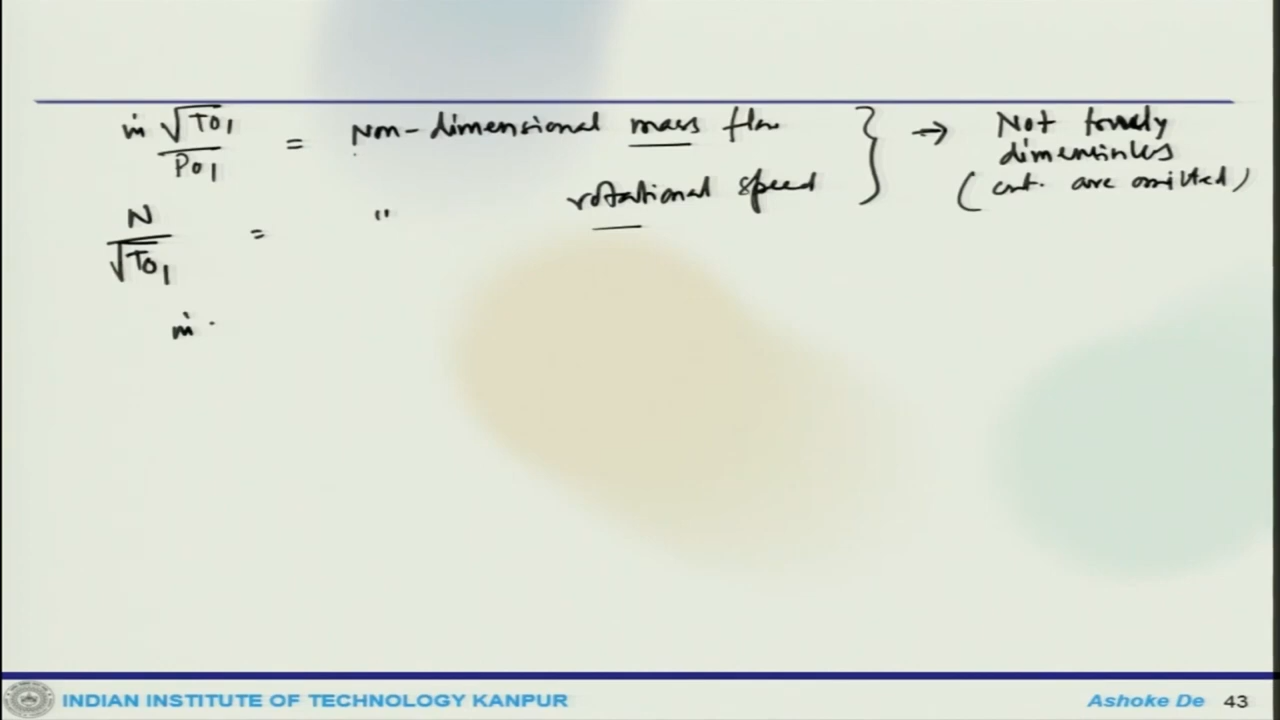 ṁ √T01 / P01 = Non-dimensional mass flow } → Not truely
dimensionless
(cnt. are omitted)
N / √T01 = " rotational speed
ṁ .
INDIAN INSTITUTE OF TECHNOLOGY KANPUR
Ashoke De 43